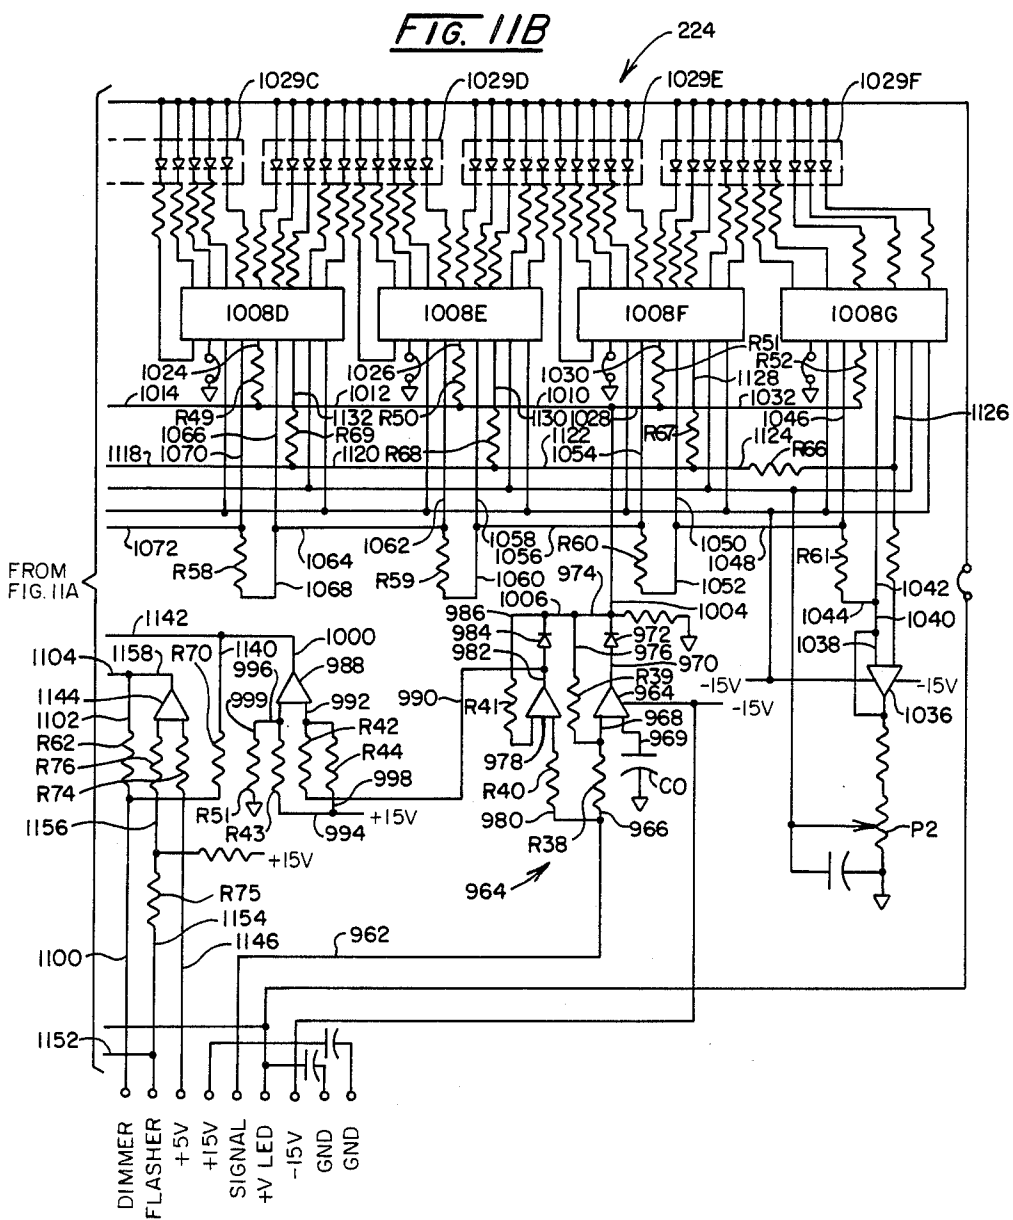 FIG. 11B
224
1029C
1029D
1029E
1029F
1008D
1008E
1008F
1008G
1024
1026
1030
R51
R52
1128
1014
1012
1010
1032
R49
1132
R50
1130
1028
1046
1126
1066
R69
1122
R67
1124
R66
1118
1070
1120
R68
1054
1072
1064
1062
1058
1056
R60
1050
1048
R61
R58
1068
R59
1060
974
1052
1042
FROM
FIG. 11A
986
1006
1004
1044
1040
1142
1000
984
972
976
1038
1104
1158
R70
1140
996
988
982
970
1144
999
992
990
R41
R39
964
-15V
-15V
1102
968
-15V
1036
R62
R42
978
969
R76
R44
R40
CO
R74
998
R51
R43
994
+15V
980
R38
966
P2
1156
+15V
964
R75
1154
1146
962
1100
1152
DIMMER
FLASHER
+5V
+15V
SIGNAL
+V LED
-15V
GND
GND